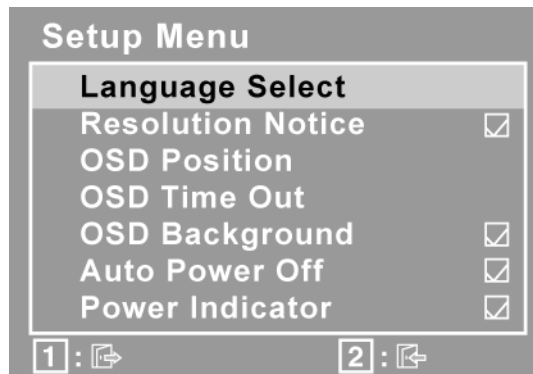 Setup Menu
Language Select
Resolution Notice
OSD Position
OSD Time Out
OSD Background
Auto Power Off
Power Indicator
1 : 2 :